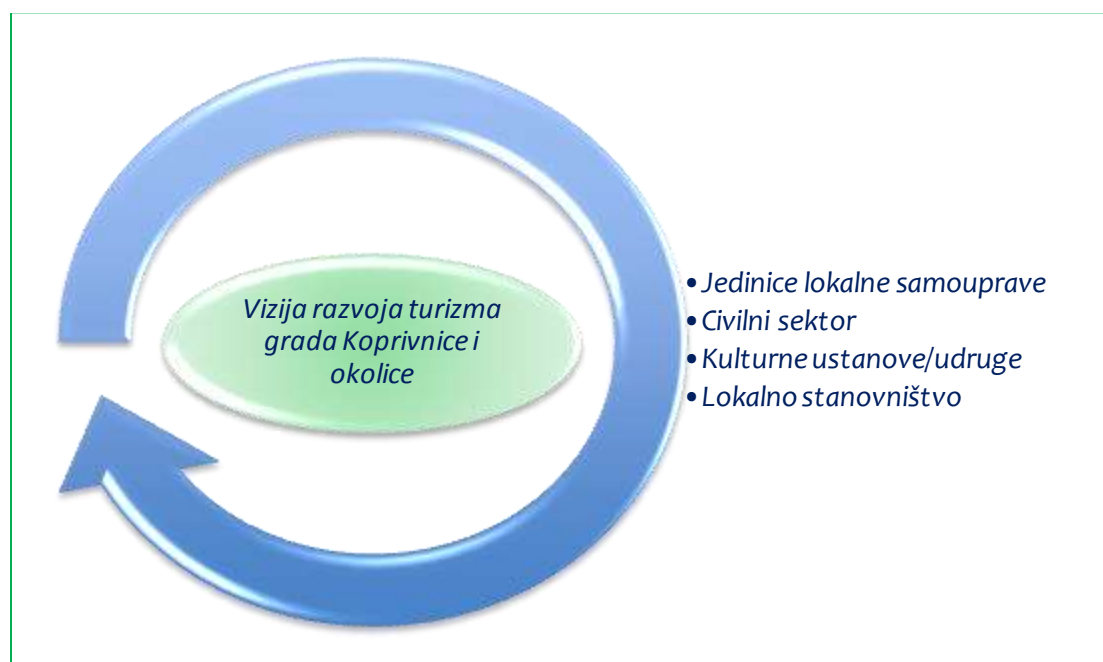 Vizija razvoja turizma
grada Koprivnice i
okolice
•Jedinice lokalne samouprave
•Civilni sektor
•Kulturne ustanove/udruge
•Lokalno stanovništvo